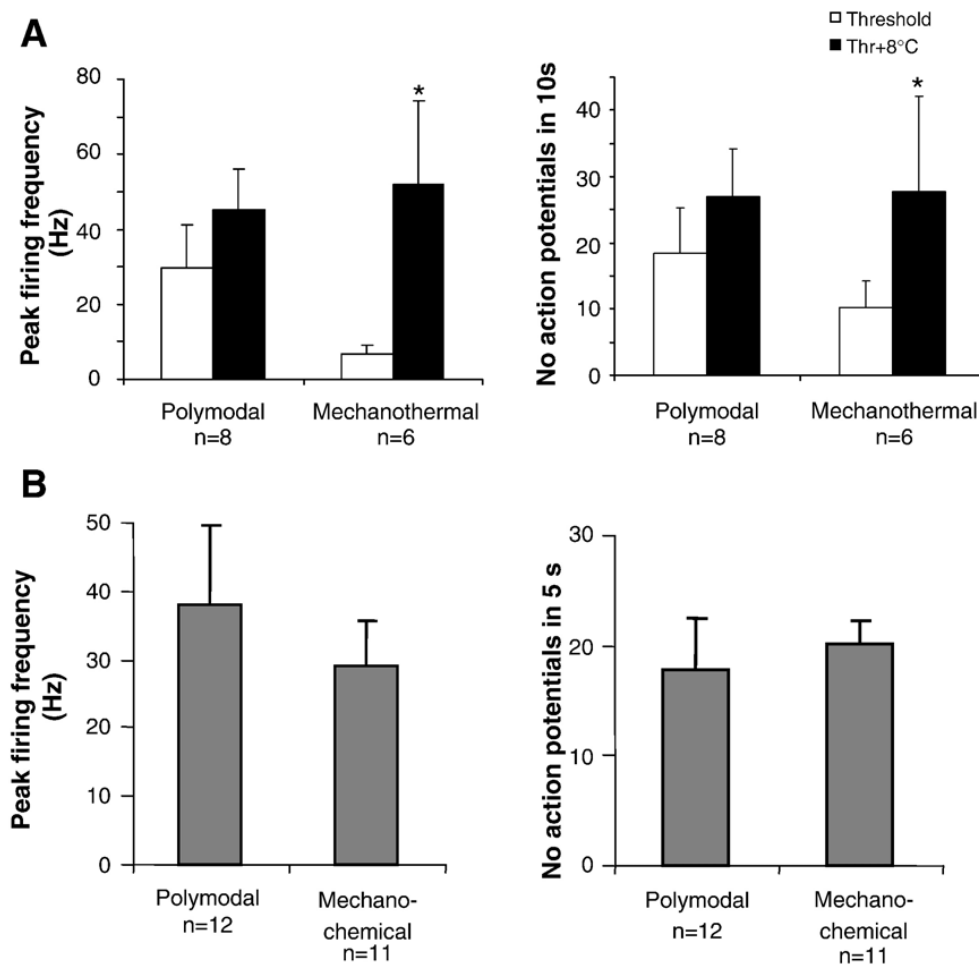 A
Threshold
Thr+8°C
Peak firing frequency
(Hz)
80
60
40
20
0
*
Polymodal
n=8
Mechanothermal
n=6
No action potentials in 10s
40
30
20
10
0
*
Polymodal
n=8
Mechanothermal
n=6
B
Peak firing frequency
(Hz)
50
40
30
20
10
0
Polymodal
n=12
Mechano-
chemical
n=11
No action potentials in 5 s
30
20
10
0
Polymodal
n=12
Mechano-
chemical
n=11